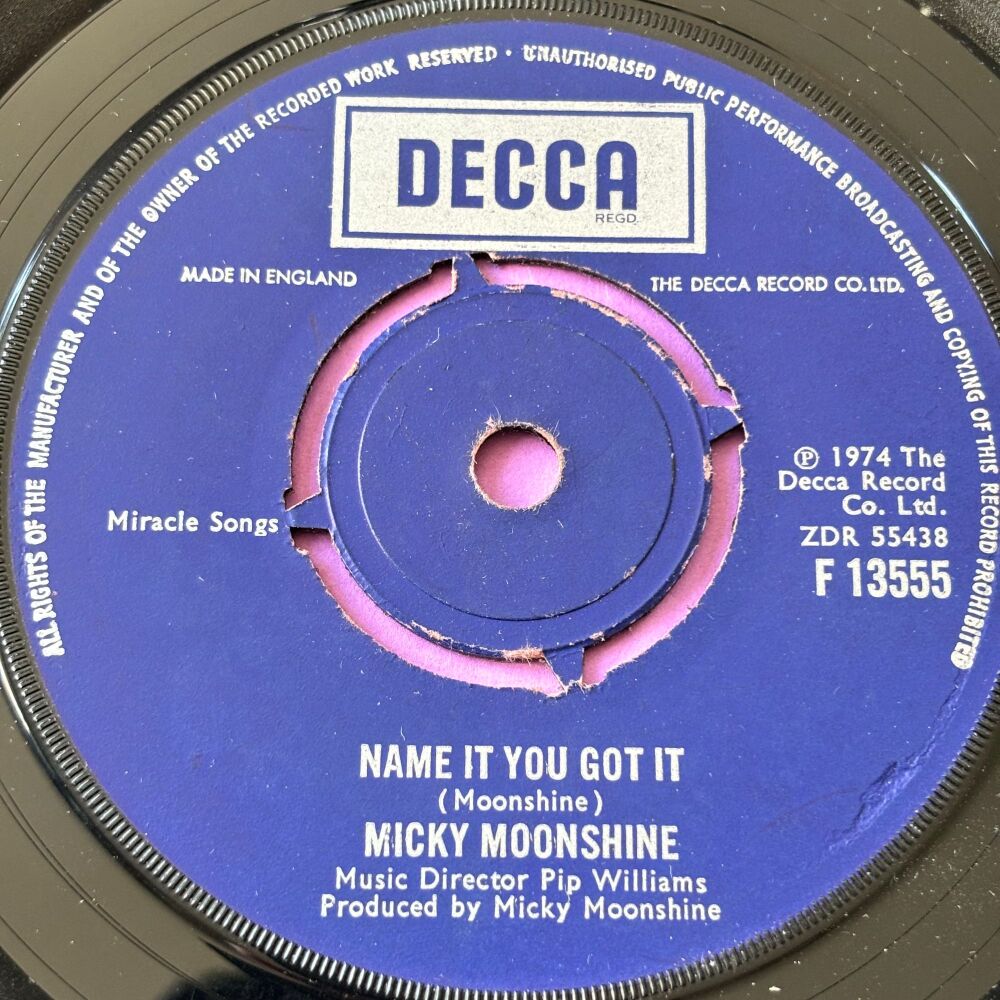 ALL RIGHTS OF THE MANUFACTURER AND OF THE OWNER OF THE RECORDED WORK RESERVED · UNAUTHORISED PUBLIC PERFORMANCE BROADCASTING AND COPYING OF THIS RECORD PROHIBITED
DECCA
REGD.
MADE IN ENGLAND
THE DECCA RECORD CO. LTD.
Miracle Songs
℗ 1974 The
Decca Record
Co. Ltd.
ZDR 55438
F 13555
NAME IT YOU GOT IT
(Moonshine)
MICKY MOONSHINE
Music Director Pip Williams
Produced by Micky Moonshine